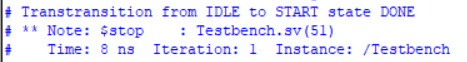 # Transtransition from IDLE to START state DONE
# ** Note: $stop    : Testbench.sv(51)
#    Time: 8 ns  Iteration: 1  Instance: /Testbench